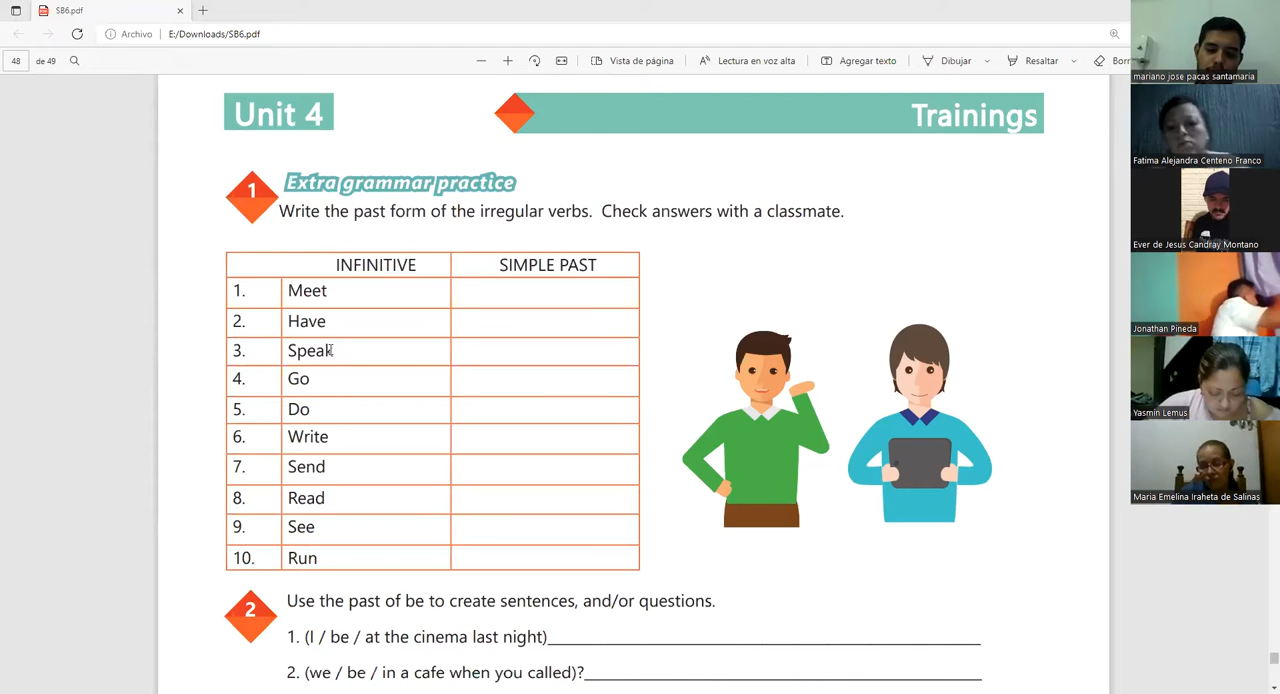 SB6.pdf
Archivo E:/Downloads/SB6.pdf
48 de 49 Vista de página Lectura en voz alta Agregar texto Dibujar Resaltar Borr
Unit 4 Trainings
1 Extra grammar practice
Write the past form of the irregular verbs. Check answers with a classmate.
INFINITIVE SIMPLE PAST
1. Meet
2. Have
3. Speak
4. Go
5. Do
6. Write
7. Send
8. Read
9. See
10. Run
2 Use the past of be to create sentences, and/or questions.
1. (I / be / at the cinema last night)
2. (we / be / in a cafe when you called)?
mariano jose pacas santamaria
Fatima Alejandra Centeno Franco
Ever de Jesus Candray Montano
Jonathan Pineda
Yasmin Lemus
Maria Emelina Iraheta de Salinas